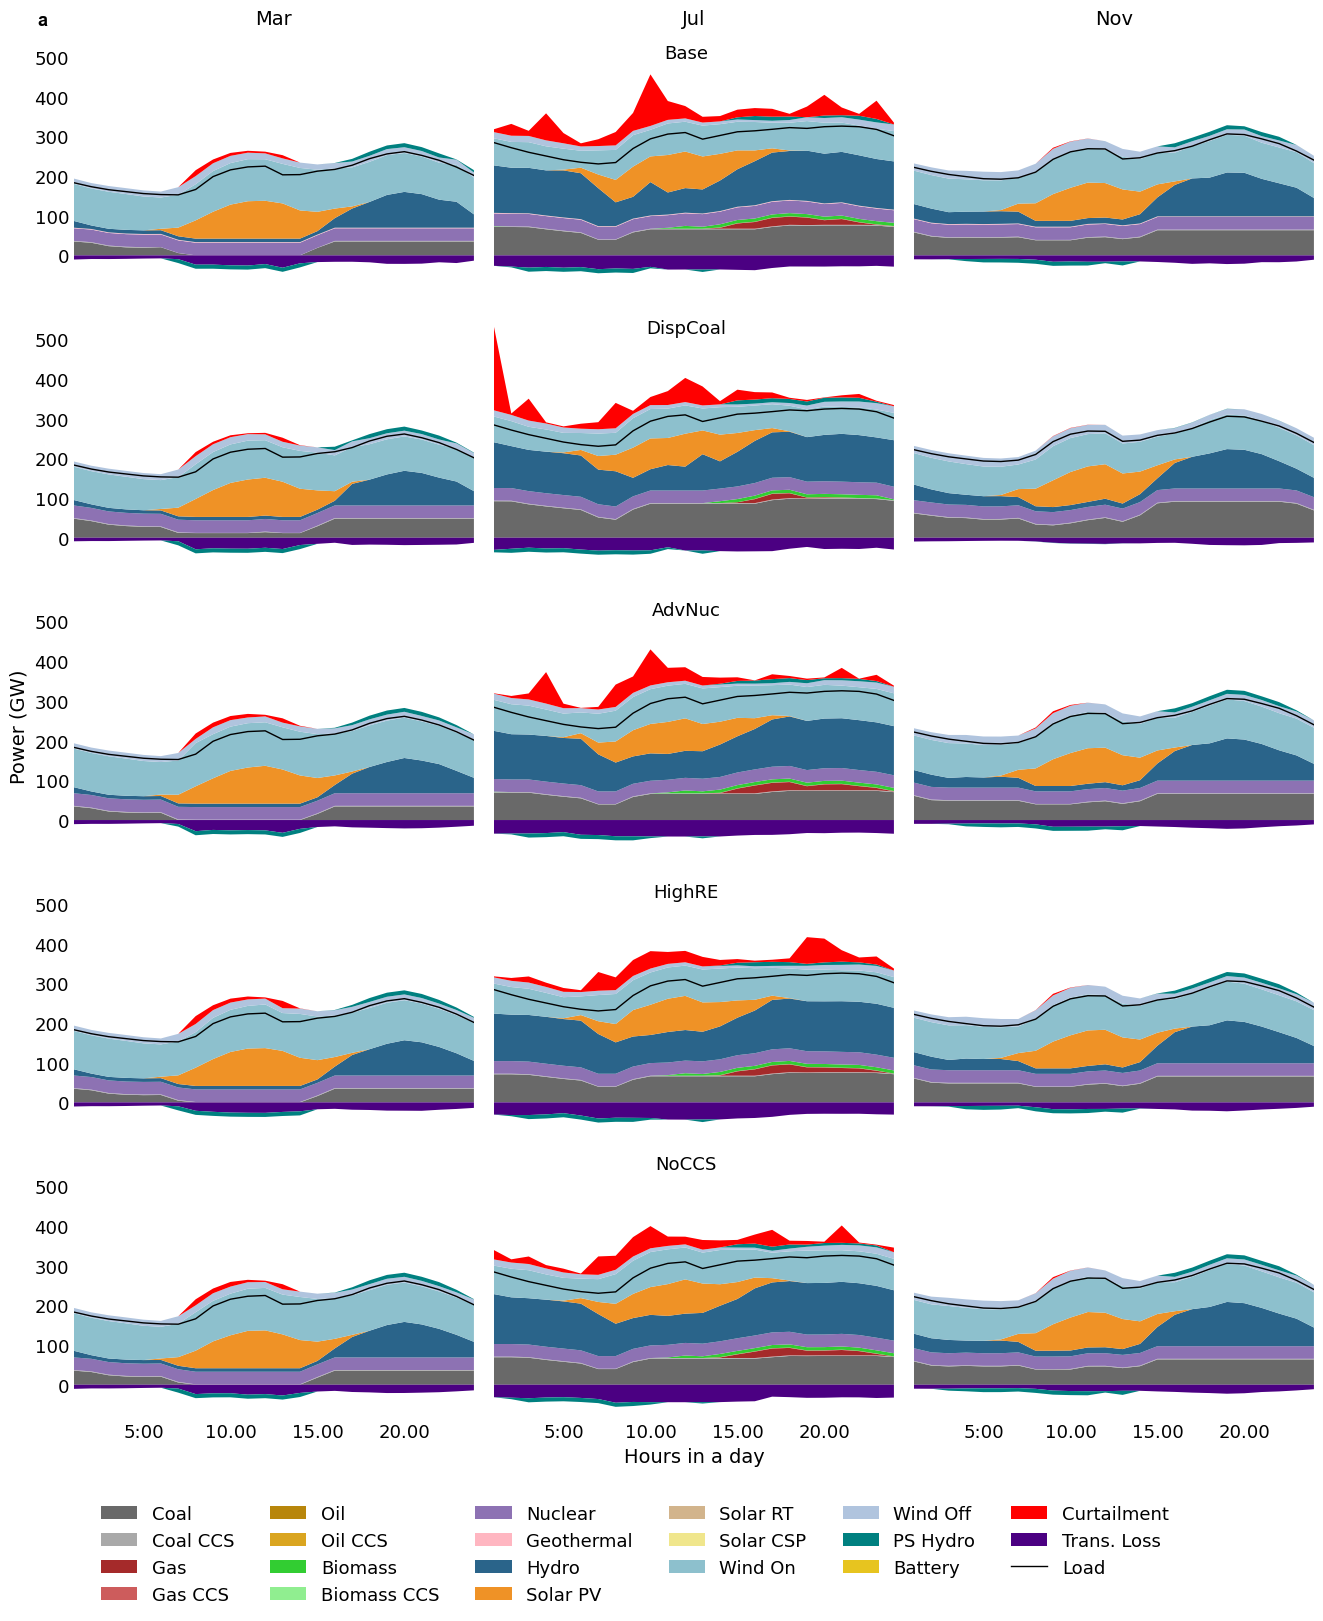 a
Mar
Jul
Nov
Base
500
400
300
200
100
0
DispCoal
500
400
300
200
100
0
AdvNuc
500
400
300
200
100
0
Power (GW)
HighRE
500
400
300
200
100
0
NoCCS
500
400
300
200
100
0
5:00 10.00 15.00 20.00
5:00 10.00 15.00 20.00
5:00 10.00 15.00 20.00
Hours in a day
Coal Oil Nuclear Solar RT Wind Off Curtailment
Coal CCS Oil CCS Geothermal Solar CSP PS Hydro Trans. Loss
Gas Biomass Hydro Wind On Battery Load
Gas CCS Biomass CCS Solar PV